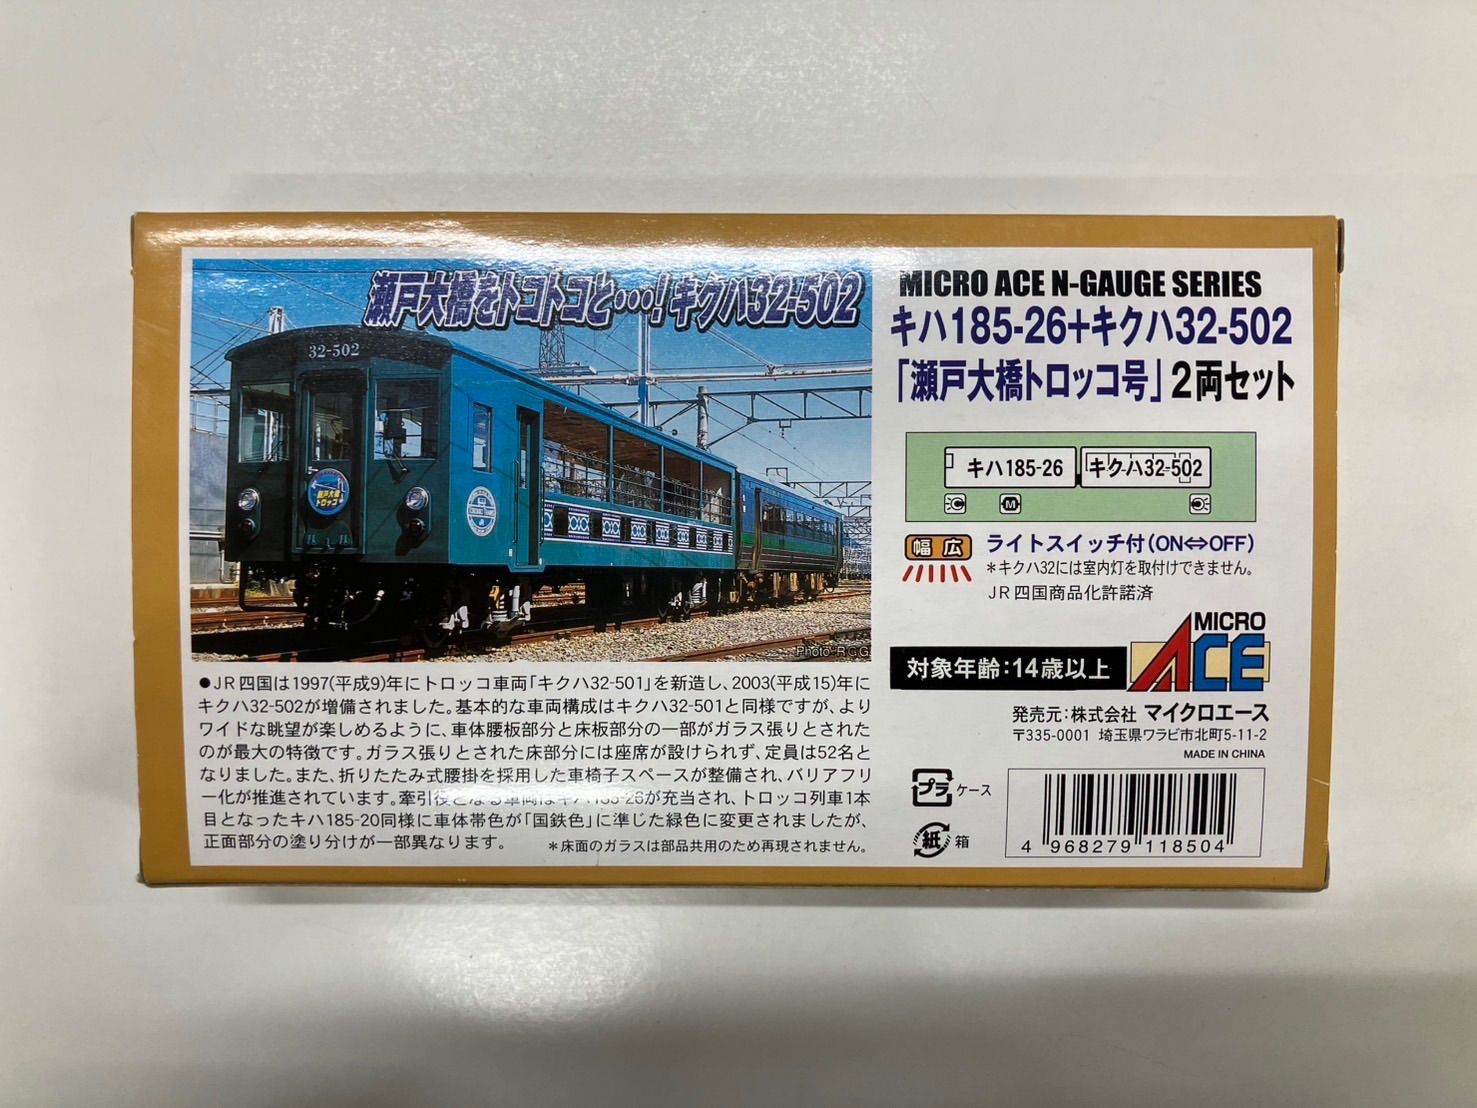 瀬戸大橋をトコトコと…!キクハ32-502
32-502
瀬戸大橋
トロッコ
Photo RGG
●JR四国は1997(平成9)年にトロッコ車両「キクハ32-501」を新造し、2003(平成15)年に
キクハ32-502が増備されました。基本的な車両構成はキクハ32-501と同様ですが、より
ワイドな眺望が楽しめるように、車体腰板部分と床板部分の一部がガラス張りとされた
のが最大の特徴です。ガラス張りとされた床部分には座席が設けられず、定員は52名と
なりました。また、折りたたみ式腰掛を採用した車椅子スペースが整備され、バリアフリ
ー化が推進されています。牽引役となる車両はキハ185-26が充当され、トロッコ列車1本
目となったキハ185-20同様に車体帯色が「国鉄色」に準じた緑色に変更されましたが、
正面部分の塗り分けが一部異なります。 *床面のガラスは部品共用のため再現されません。
MICRO ACE N-GAUGE SERIES
キハ185-26+キクハ32-502
「瀬戸大橋トロッコ号」2両セット
キハ185-26 キクハ32-502
C M
幅広 ライトスイッチ付(ON⇔OFF)
*キクハ32には室内灯を取付けできません。
JR四国商品化許諾済
対象年齢:14歳以上
MICRO
ACE
発売元:株式会社 マイクロエース
〒335-0001 埼玉県ワラビ市北町5-11-2
MADE IN CHINA
プラ ケース
紙 箱
4 968279 118504